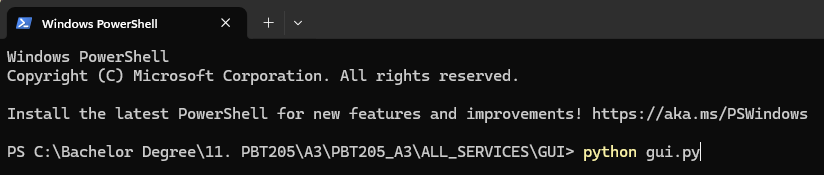 Windows PowerShell
Windows PowerShell
Copyright (C) Microsoft Corporation. All rights reserved.
Install the latest PowerShell for new features and improvements! https://aka.ms/PSWindows
PS C:\Bachelor Degree\11. PBT205\A3\PBT205_A3\ALL_SERVICES\GUI> python gui.py